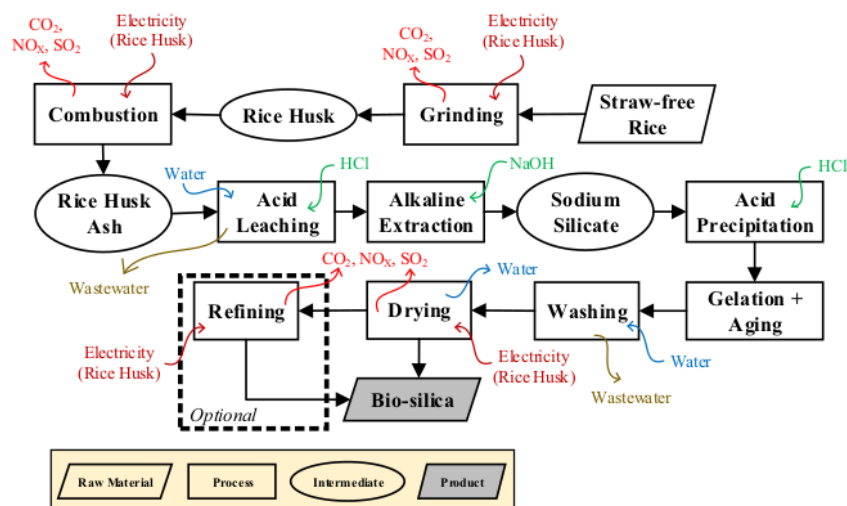 CO₂,
NOₓ, SO₂
Electricity
(Rice Husk)
CO₂,
NOₓ, SO₂
Electricity
(Rice Husk)
Combustion
Rice Husk
Grinding
Straw-free
Rice
Water
HCl
NaOH
HCl
Rice Husk
Ash
Acid
Leaching
Alkaline
Extraction
Sodium
Silicate
Acid
Precipitation
Wastewater
CO₂, NOₓ, SO₂
Water
Refining
Drying
Washing
Gelation +
Aging
Electricity
(Rice Husk)
Electricity
(Rice Husk)
Water
Wastewater
Optional
Bio-silica
Raw Material
Process
Intermediate
Product